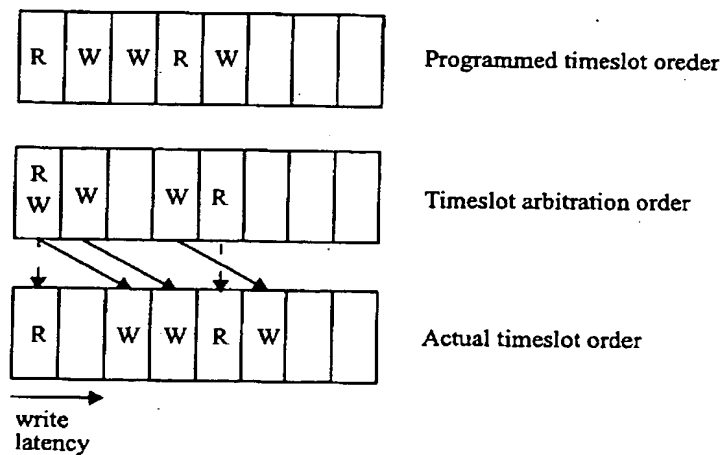 R W W R W Programmed timeslot oreder
R
W W W R Timeslot arbitration order
R W W R W Actual timeslot order
write
latency